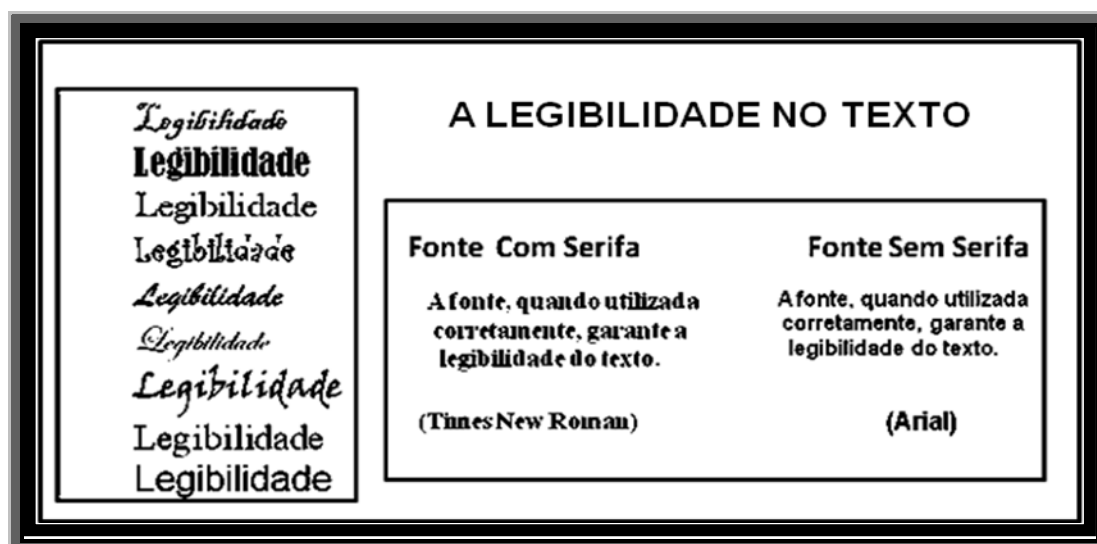 Legibilidade
Legibilidade
Legibilidade
Legibilidade
Legibilidade
Legibilidade
Legibilidade
Legibilidade
Legibilidade
A LEGIBILIDADE NO TEXTO
Fonte Com Serifa
A fonte, quando utilizada
corretamente, garante a
legibilidade do texto.
(Times New Roman)
Fonte Sem Serifa
A fonte, quando utilizada
corretamente, garante a
legibilidade do texto.
(Arial)